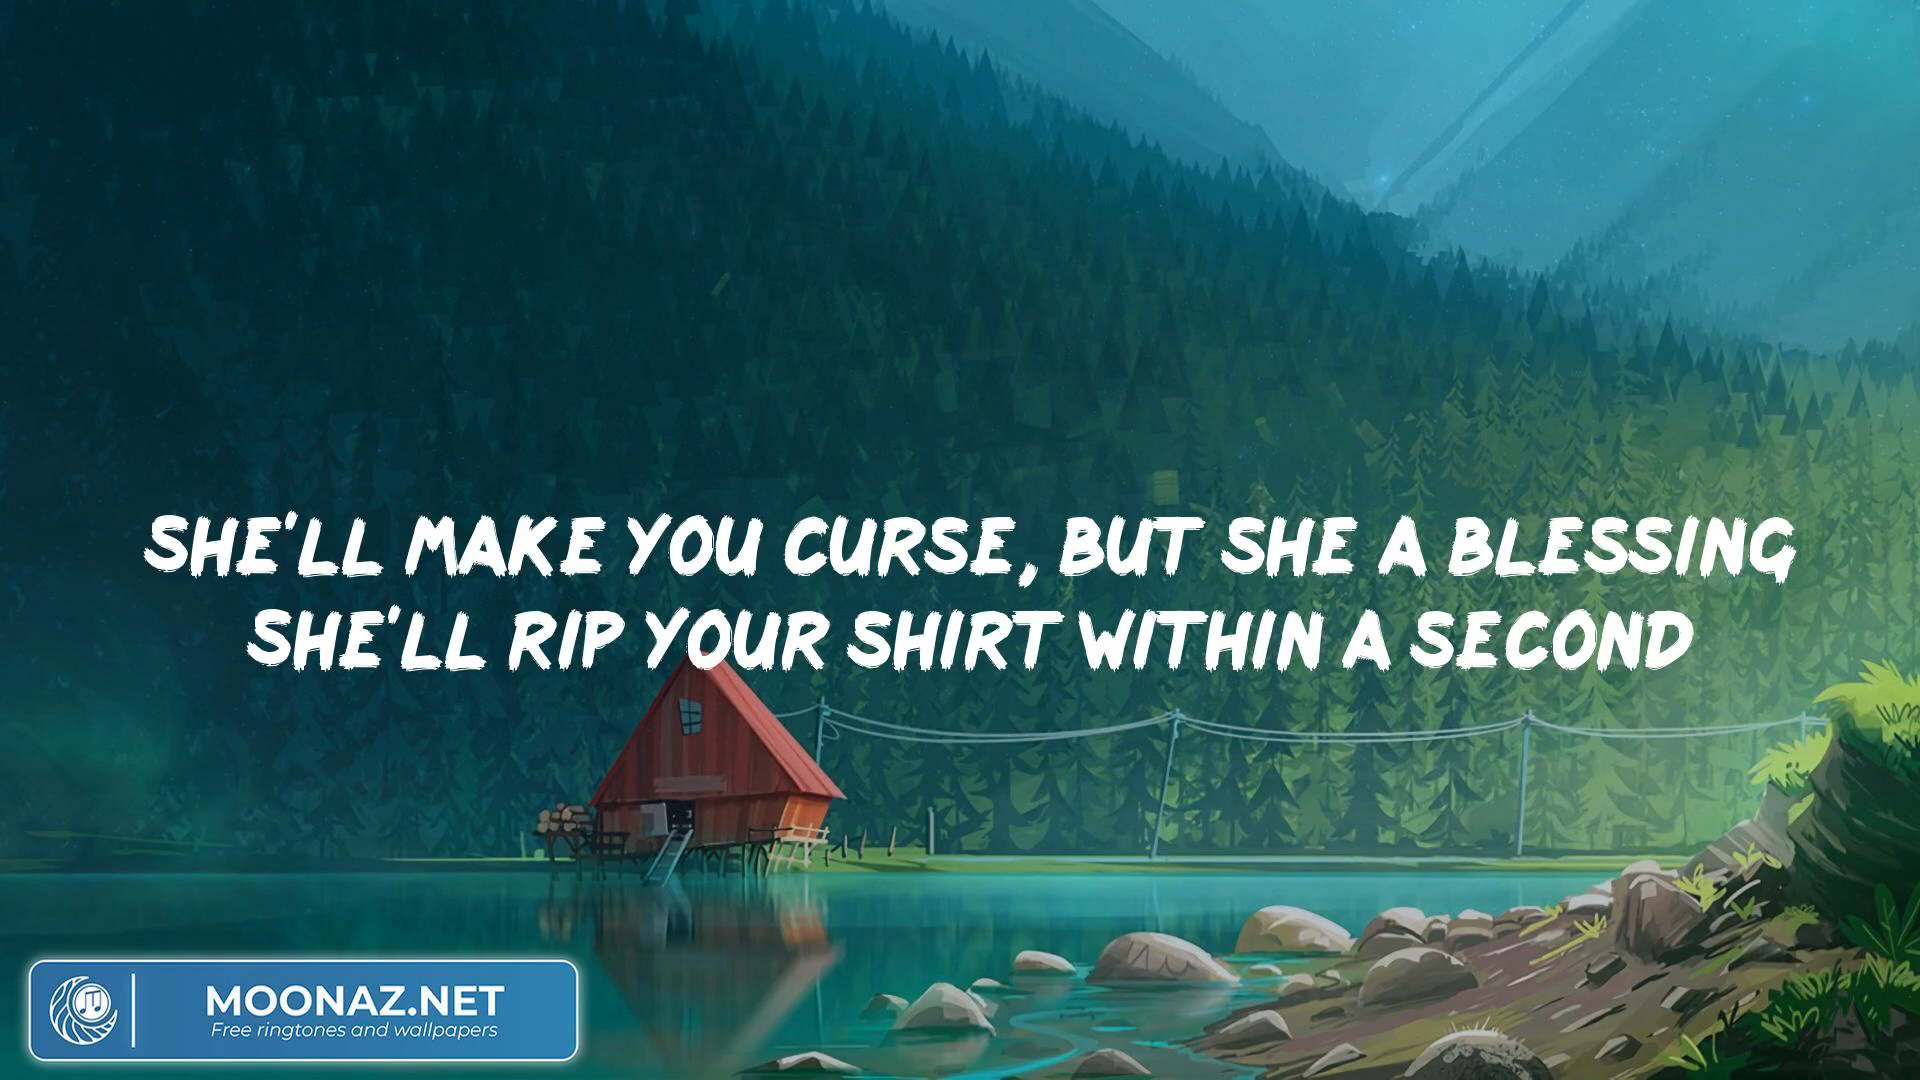 SHE'LL MAKE YOU CURSE, BUT SHE A BLESSING
SHE'LL RIP YOUR SHIRT WITHIN A SECOND
MOONAZ.NET
Free ringtones and wallpapers